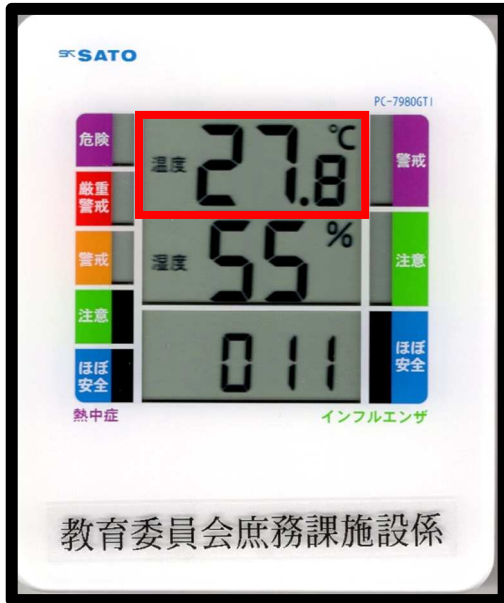 SK SATO
PC-7980GTI
危険
厳重
警戒
警戒
注意
ほぼ
安全
熱中症
温度 27.8 ℃
湿度 55 %
011
警戒
注意
ほぼ
安全
インフルエンザ
教育委員会庶務課施設係